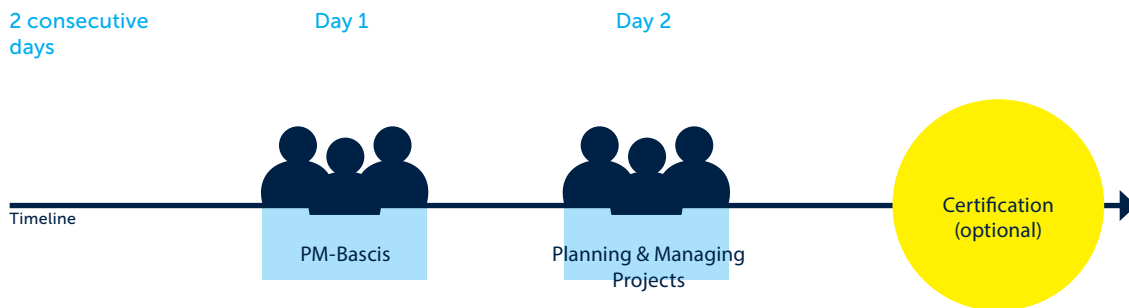 2 consecutive
days
Day 1
Day 2
Timeline
PM-Bascis
Planning & Managing
Projects
Certification
(optional)